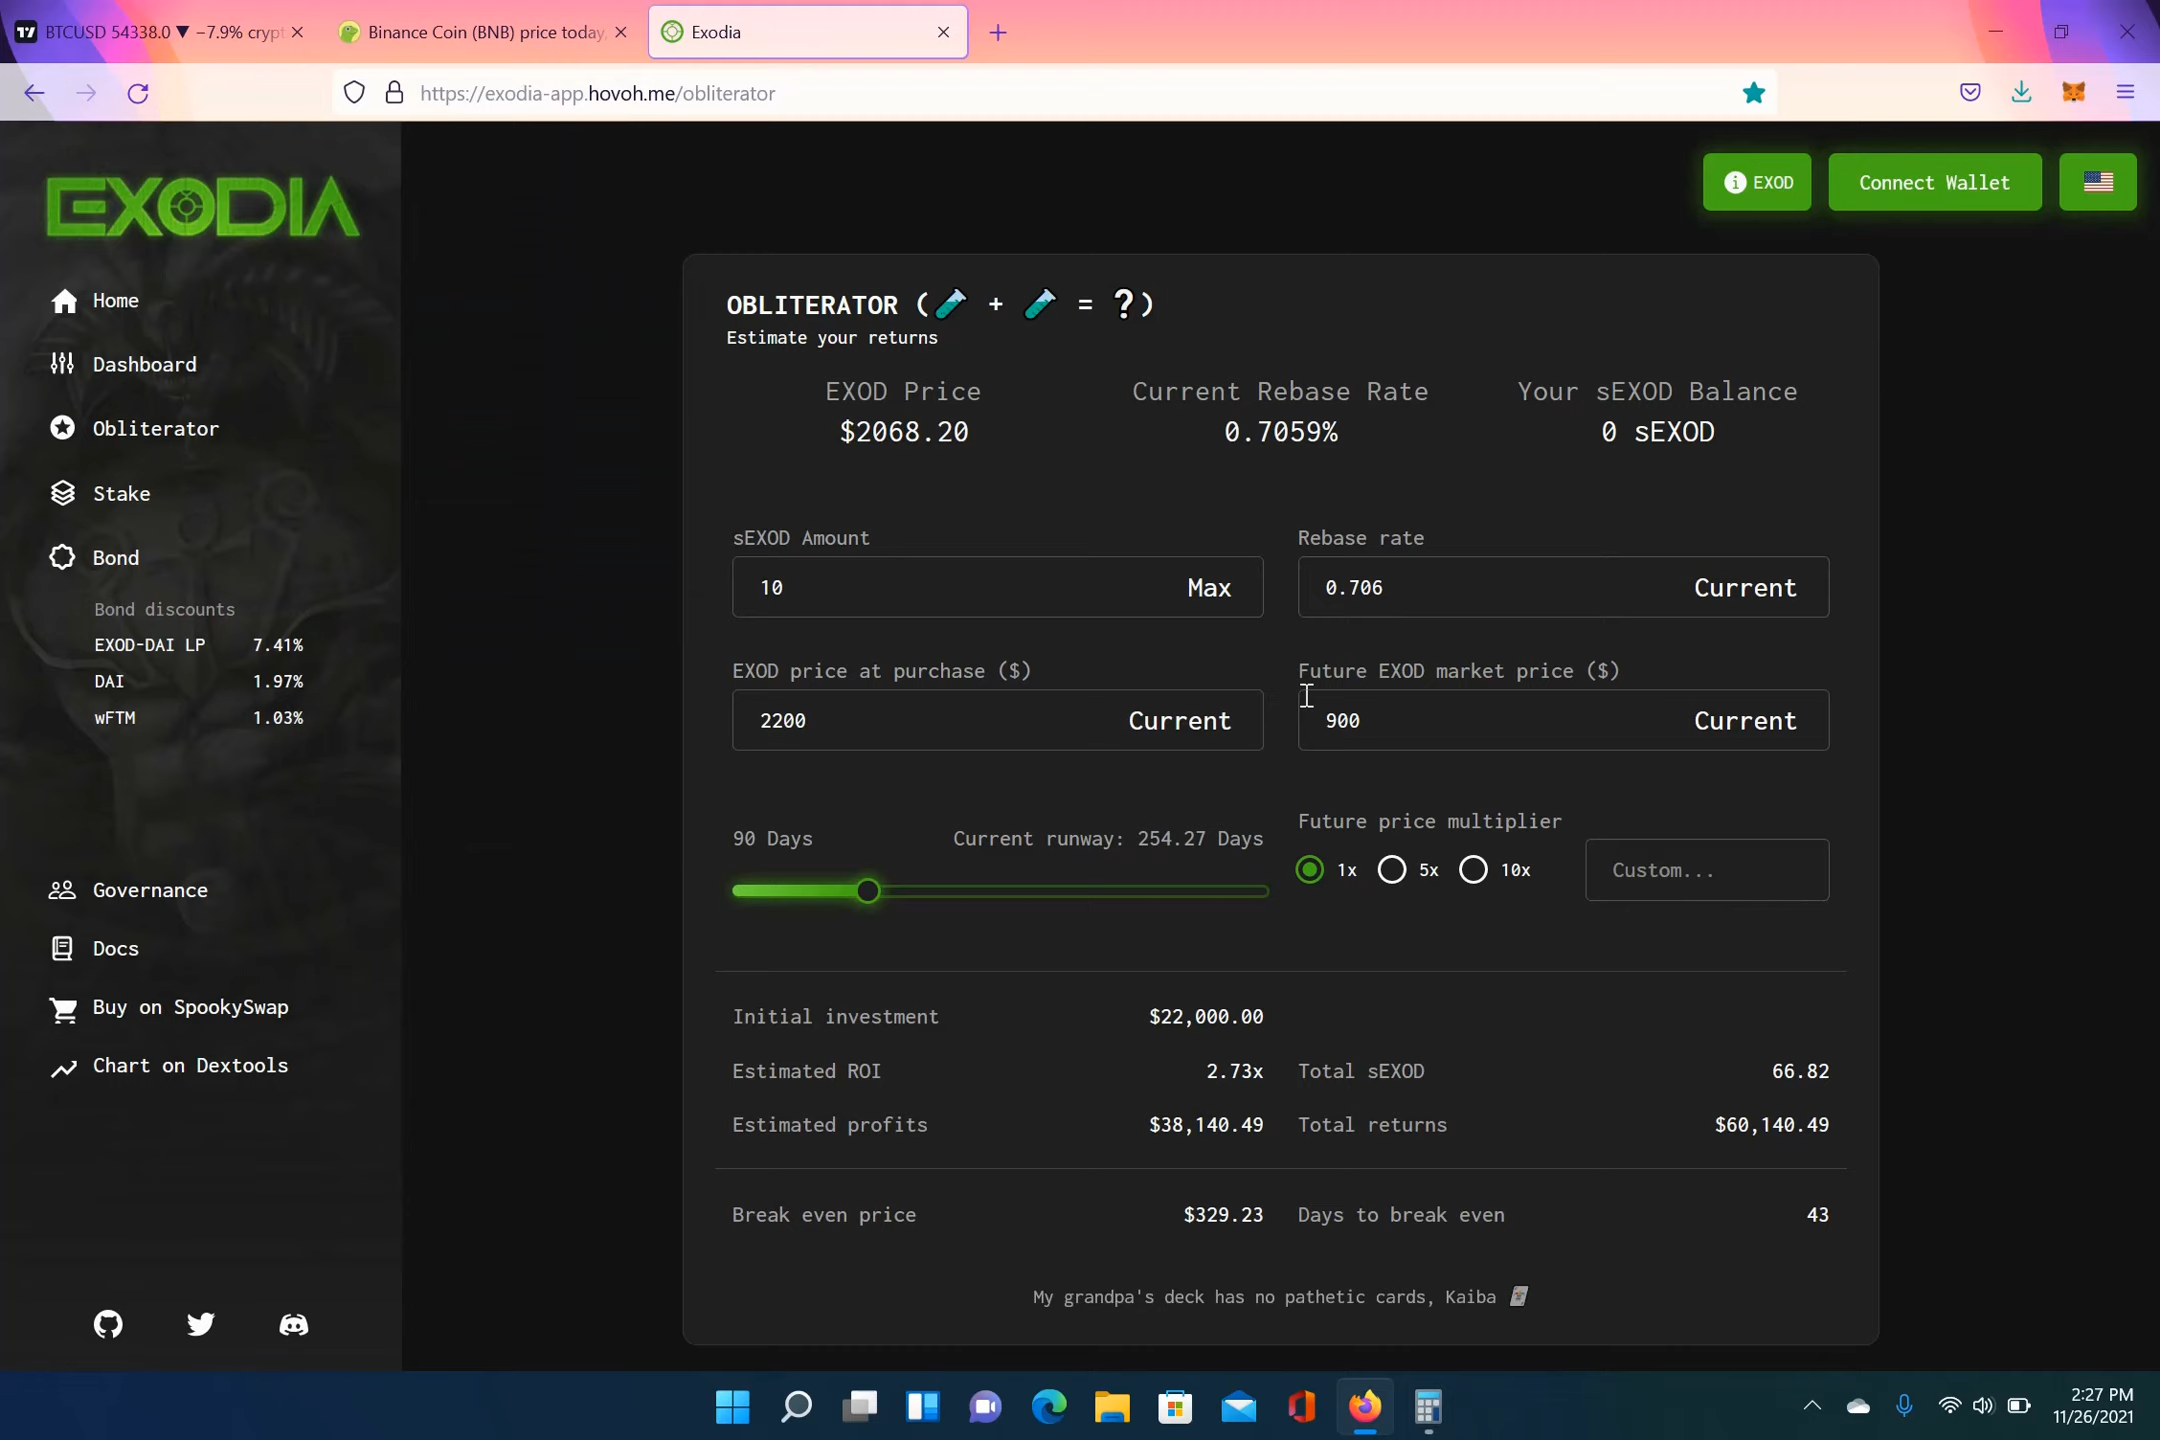 BTCUSD 54338.0 ▼ −7.9% crypt
Binance Coin (BNB) price today,
Exodia
https://exodia-app.hovoh.me/obliterator
EXODIA
Home
Dashboard
Obliterator
Stake
Bond
Bond discounts
EXOD-DAI LP 7.41%
DAI 1.97%
wFTM 1.03%
Governance
Docs
Buy on SpookySwap
Chart on Dextools
EXOD
Connect Wallet
OBLITERATOR (🧪 + 🧪 = ?)
Estimate your returns
EXOD Price
$2068.20
Current Rebase Rate
0.7059%
Your sEXOD Balance
0 sEXOD
sEXOD Amount
10 Max
Rebase rate
0.706 Current
EXOD price at purchase ($)
2200 Current
Future EXOD market price ($)
900 Current
90 Days Current runway: 254.27 Days
Future price multiplier
1x 5x 10x Custom...
Initial investment $22,000.00
Estimated ROI 2.73x Total sEXOD 66.82
Estimated profits $38,140.49 Total returns $60,140.49
Break even price $329.23 Days to break even 43
My grandpa's deck has no pathetic cards, Kaiba 🃏
2:27 PM
11/26/2021